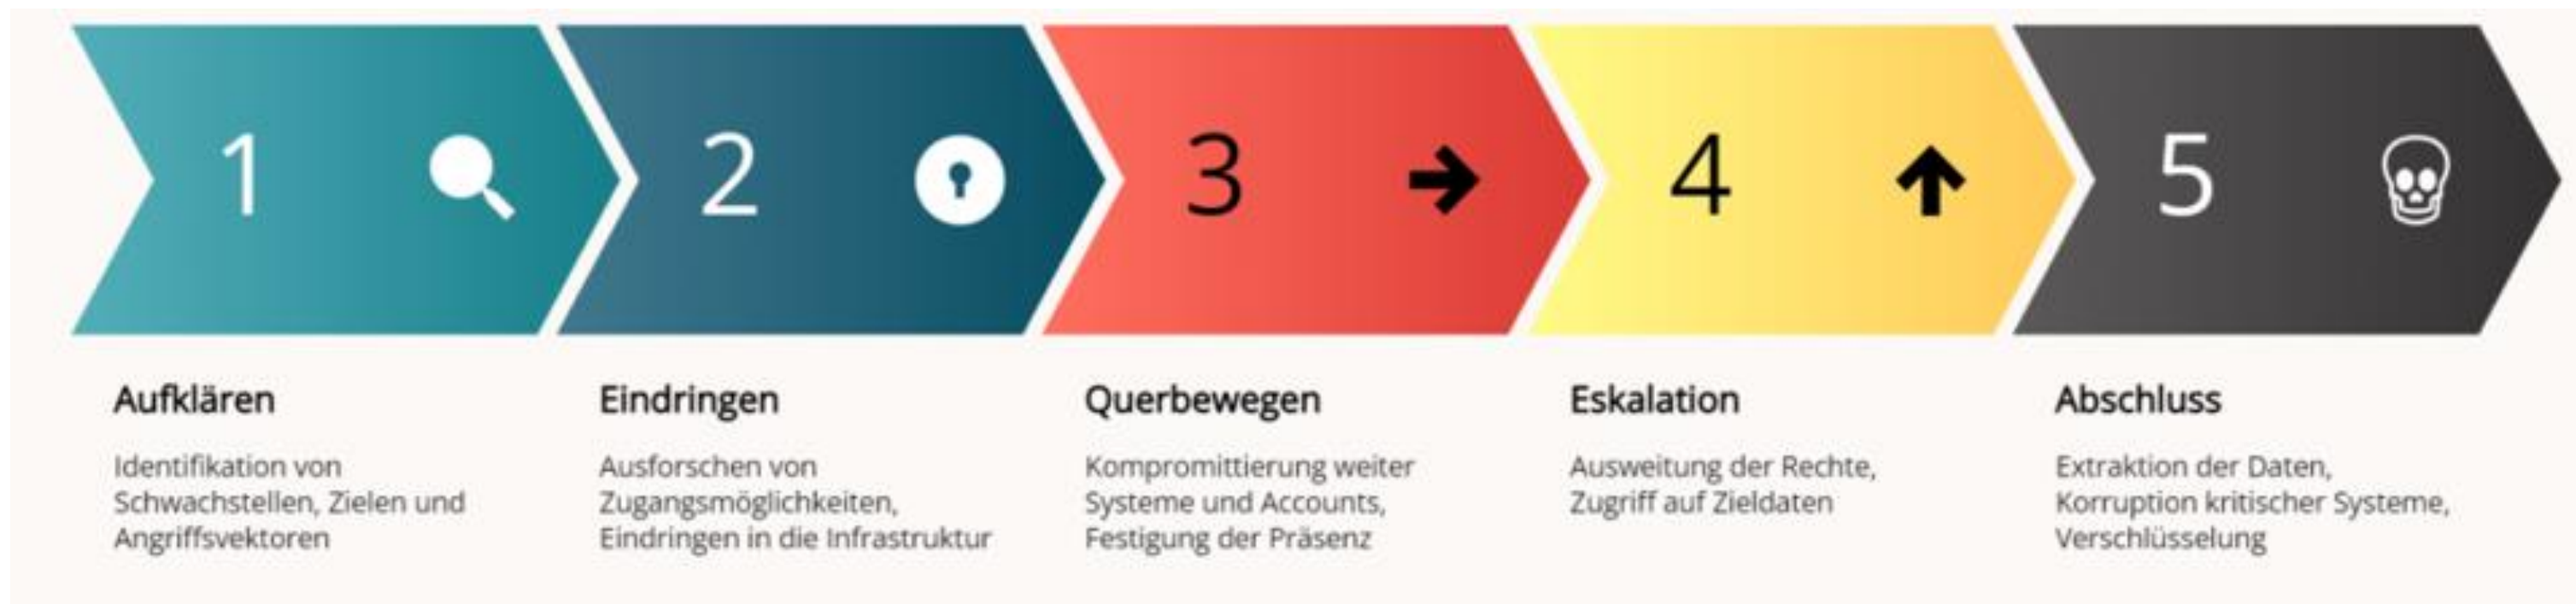 1
2
3
4
5
Aufklären
Identifikation von
Schwachstellen, Zielen und
Angriffsvektoren
Eindringen
Ausforschen von
Zugangsmöglichkeiten,
Eindringen in die Infrastruktur
Querbewegen
Kompromittierung weiter
Systeme und Accounts,
Festigung der Präsenz
Eskalation
Ausweitung der Rechte,
Zugriff auf Zieldaten
Abschluss
Extraktion der Daten,
Korruption kritischer Systeme,
Verschlüsselung